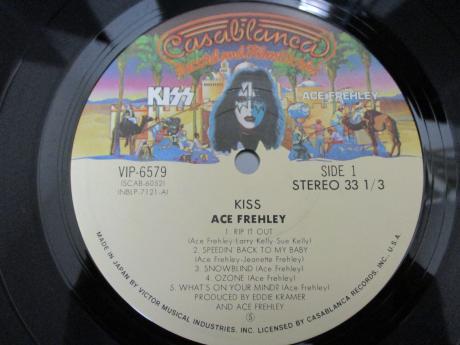 Casablanca
Record and FilmWorks
KISS
ACE FREHLEY
VIP-6579
(SCAB-6052)
(NBLP-7121-A)
SIDE 1
STEREO 33 1/3
KISS
ACE FREHLEY
1. RIP IT OUT
(Ace Frehley-Larry Kelly-Sue Kelly)
2. SPEEDIN' BACK TO MY BABY
(Ace Frehley-Jeanette Frehley)
3. SNOWBLIND (Ace Frehley)
4. OZONE (Ace Frehley)
5. WHAT'S ON YOUR MIND? (Ace Frehley)
PRODUCED BY EDDIE KRAMER
AND ACE FREHLEY
Ⓢ
MADE IN JAPAN BY VICTOR MUSICAL INDUSTRIES, INC. LICENSED BY CASABLANCA RECORDS, INC., U.S.A.